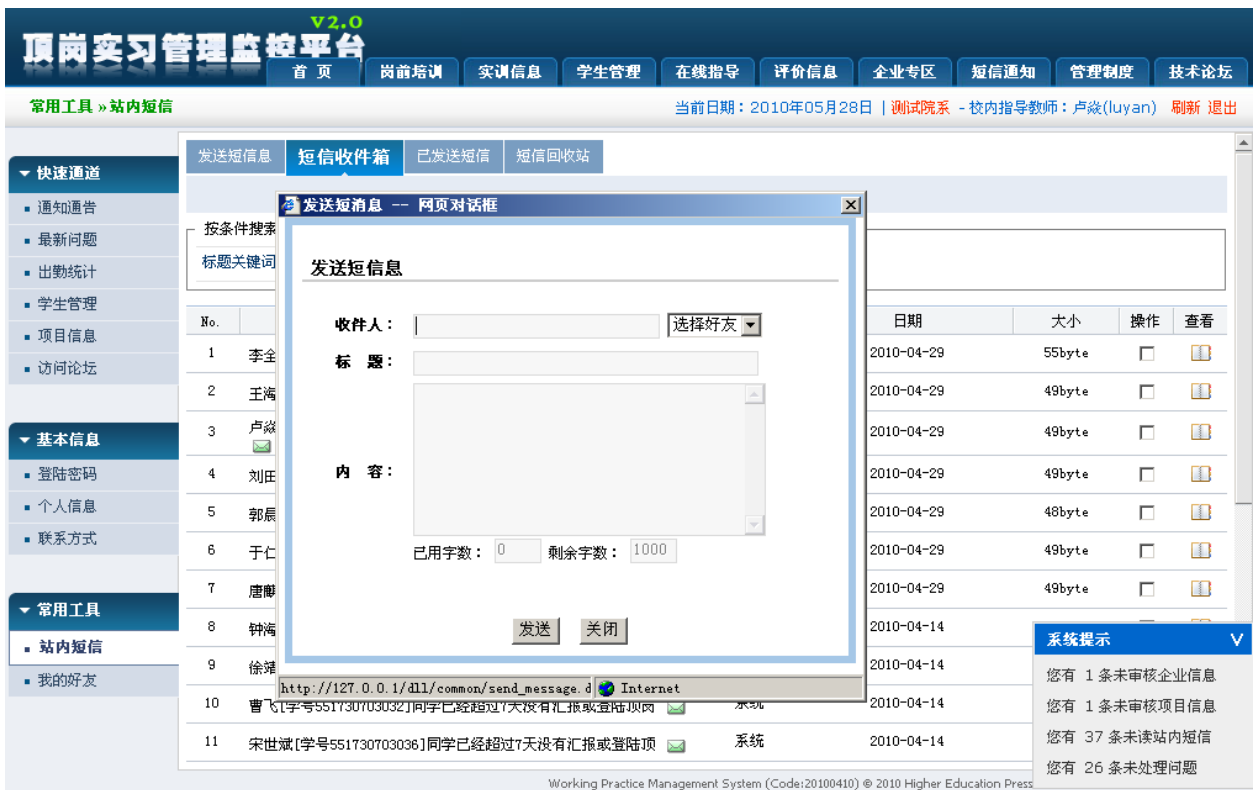 V2.0
顶岗实习管理监控平台
首 页 岗前培训 实训信息 学生管理 在线指导 评价信息 企业专区 短信通知 管理制度 技术论坛
常用工具 » 站内短信 当前日期：2010年05月28日 | 测试院系 - 校内指导教师：卢焱(luyan) 刷新 退出
发送短信息 短信收件箱 已发送短信 短信回收站
快速通道
通知通告
最新问题
出勤统计
学生管理
项目信息
访问论坛
基本信息
登陆密码
个人信息
联系方式
常用工具
站内短信
我的好友
按条件搜索
标题关键词
No. 日期 大小 操作 查看
1 李全 2010-04-29 55byte
2 王海 2010-04-29 49byte
3 卢焱 2010-04-29 49byte
4 刘田 2010-04-29 49byte
5 郭晨 2010-04-29 48byte
6 于仁 2010-04-29 49byte
7 唐麒 2010-04-29 49byte
8 钟海 2010-04-14
9 徐靖 2010-04-14
10 曹飞[学号551730703032]同学已经超过7天没有汇报或登陆顶岗 系统 2010-04-14
11 宋世斌[学号551730703036]同学已经超过7天没有汇报或登陆顶 系统 2010-04-14
发送短消息 -- 网页对话框
发送短信息
收件人： 选择好友
标 题：
内 容：
已用字数： 0 剩余字数： 1000
发送 关闭
http://127.0.0.1/dll/common/send_message.d Internet
系统提示 V
您有 1 条未审核企业信息
您有 1 条未审核项目信息
您有 37 条未读站内短信
您有 26 条未处理问题
Working Practice Management System (Code:20100410) © 2010 Higher Education Press